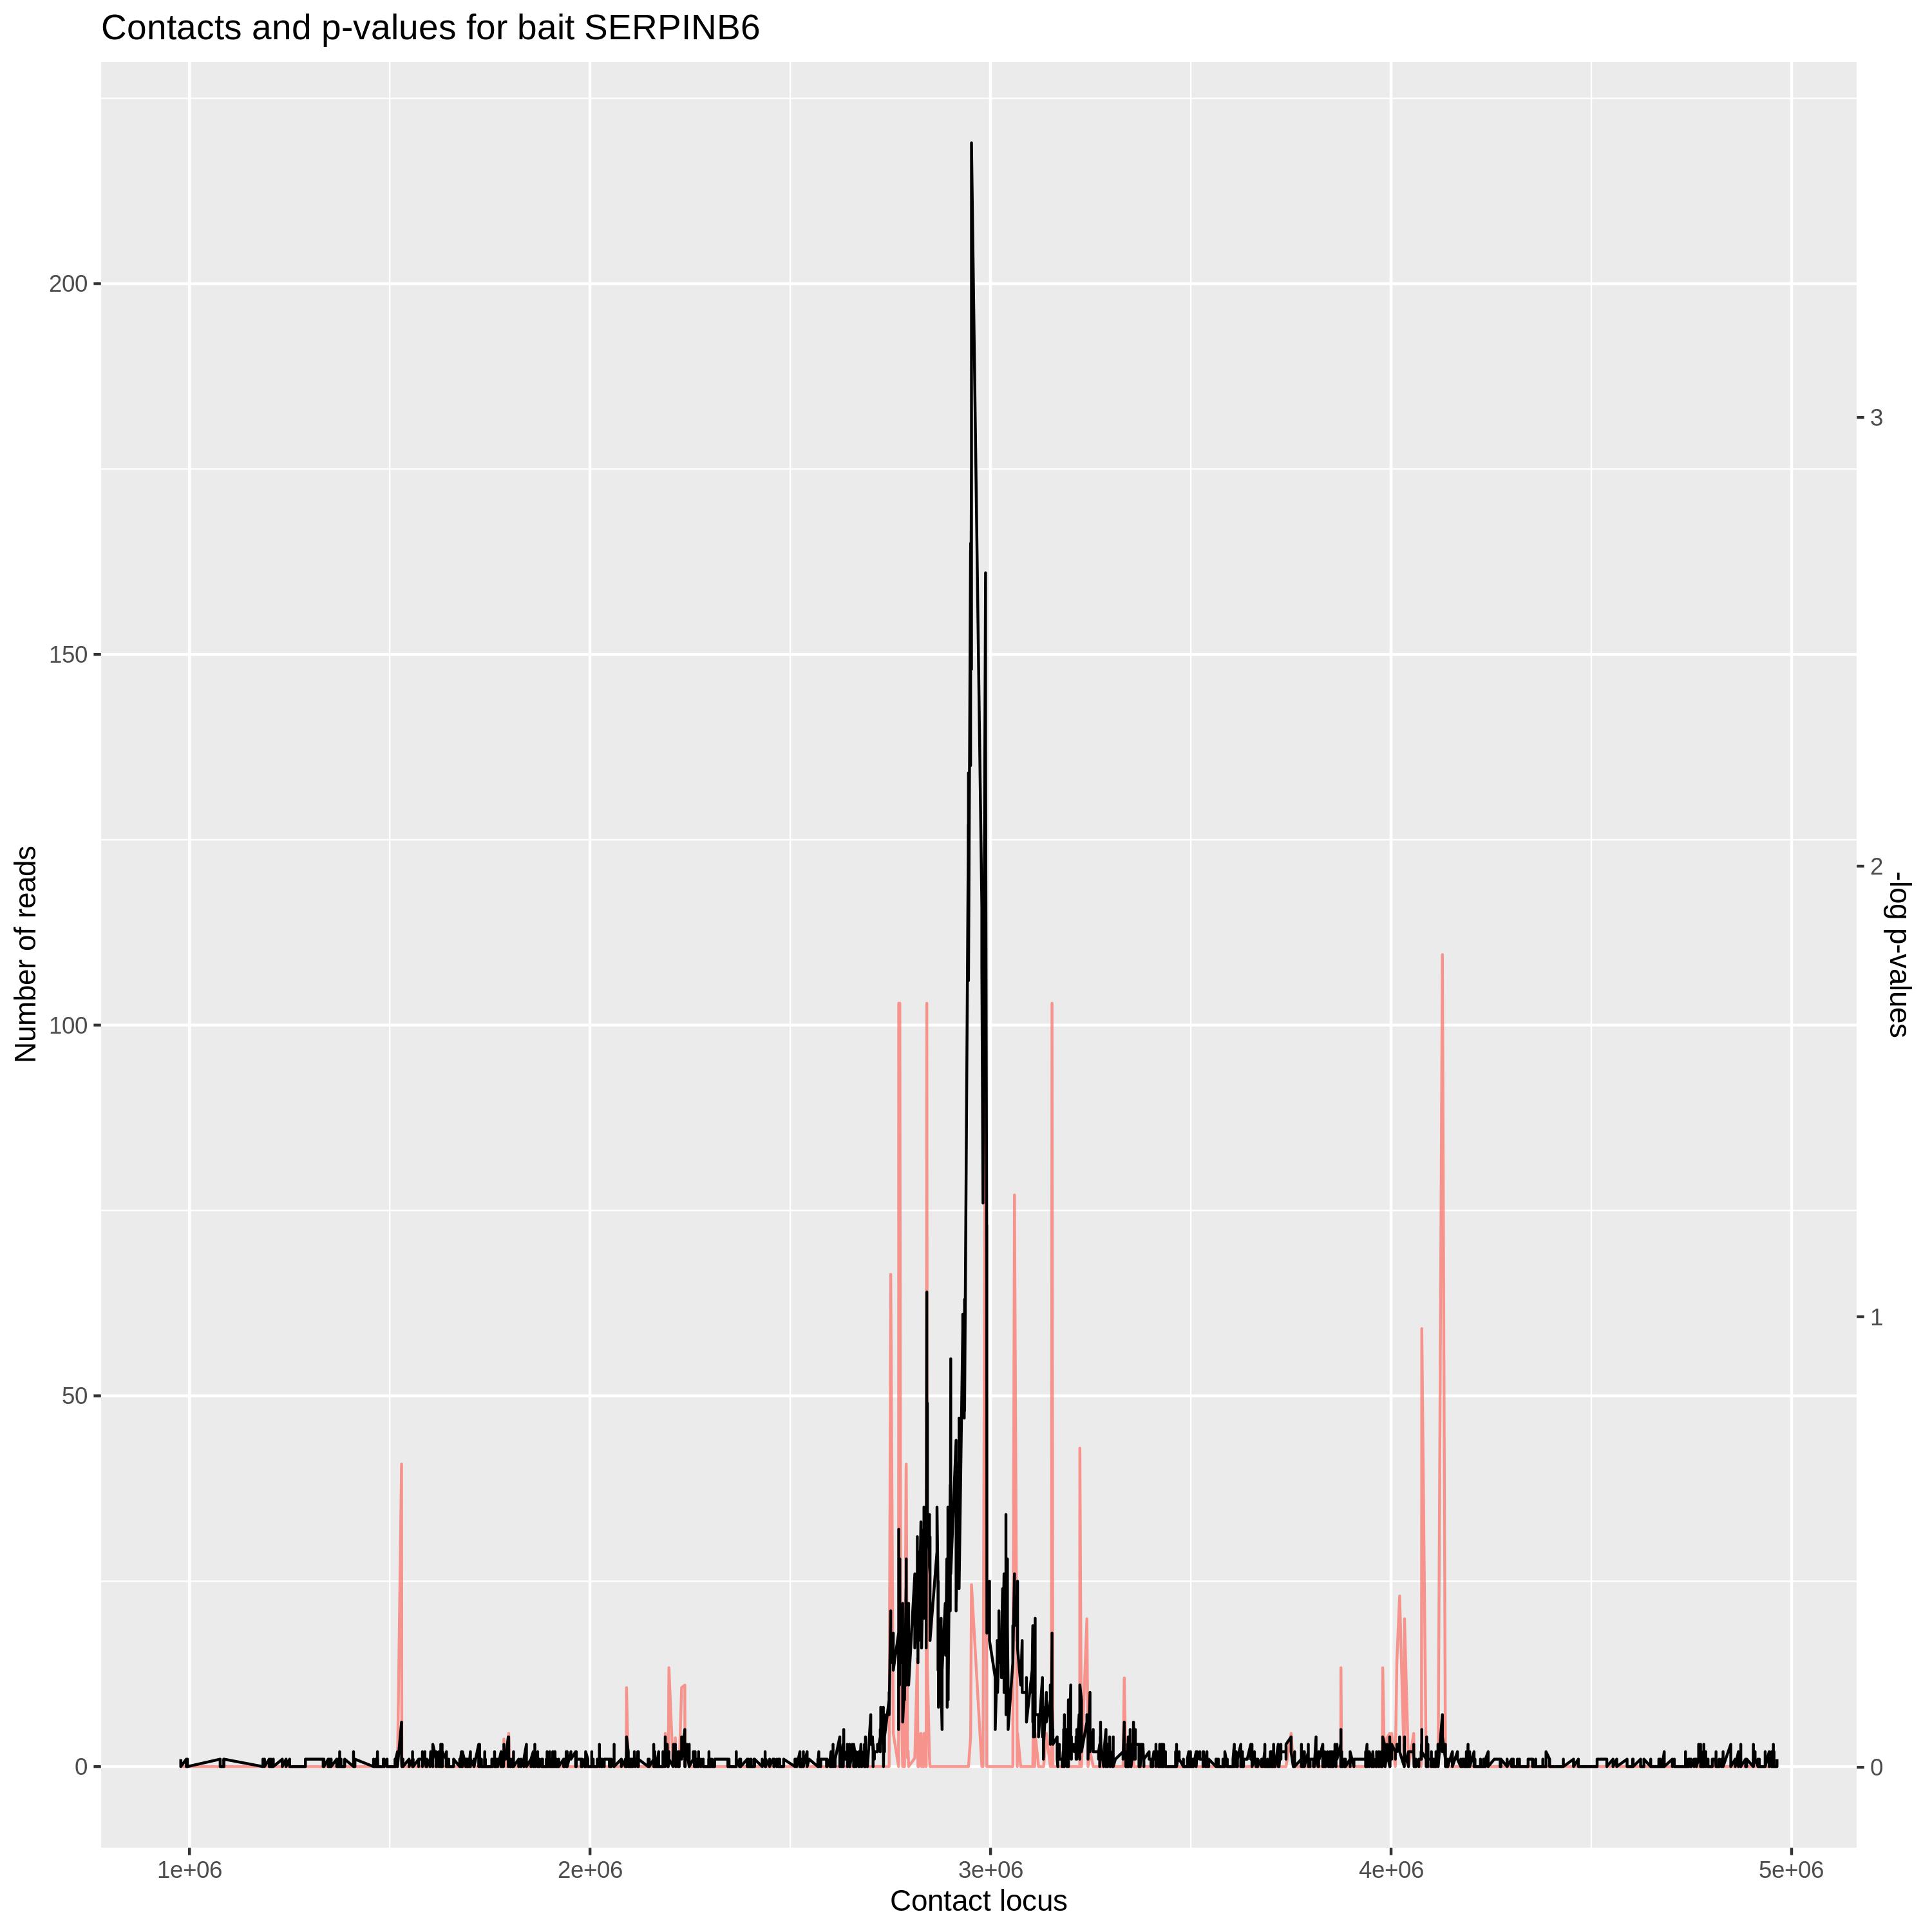 Contacts and p-values for bait SERPINB6
200
150
100
50
0
Number of reads
3
2
1
0
-log p-values
1e+06 2e+06 3e+06 4e+06 5e+06
Contact locus